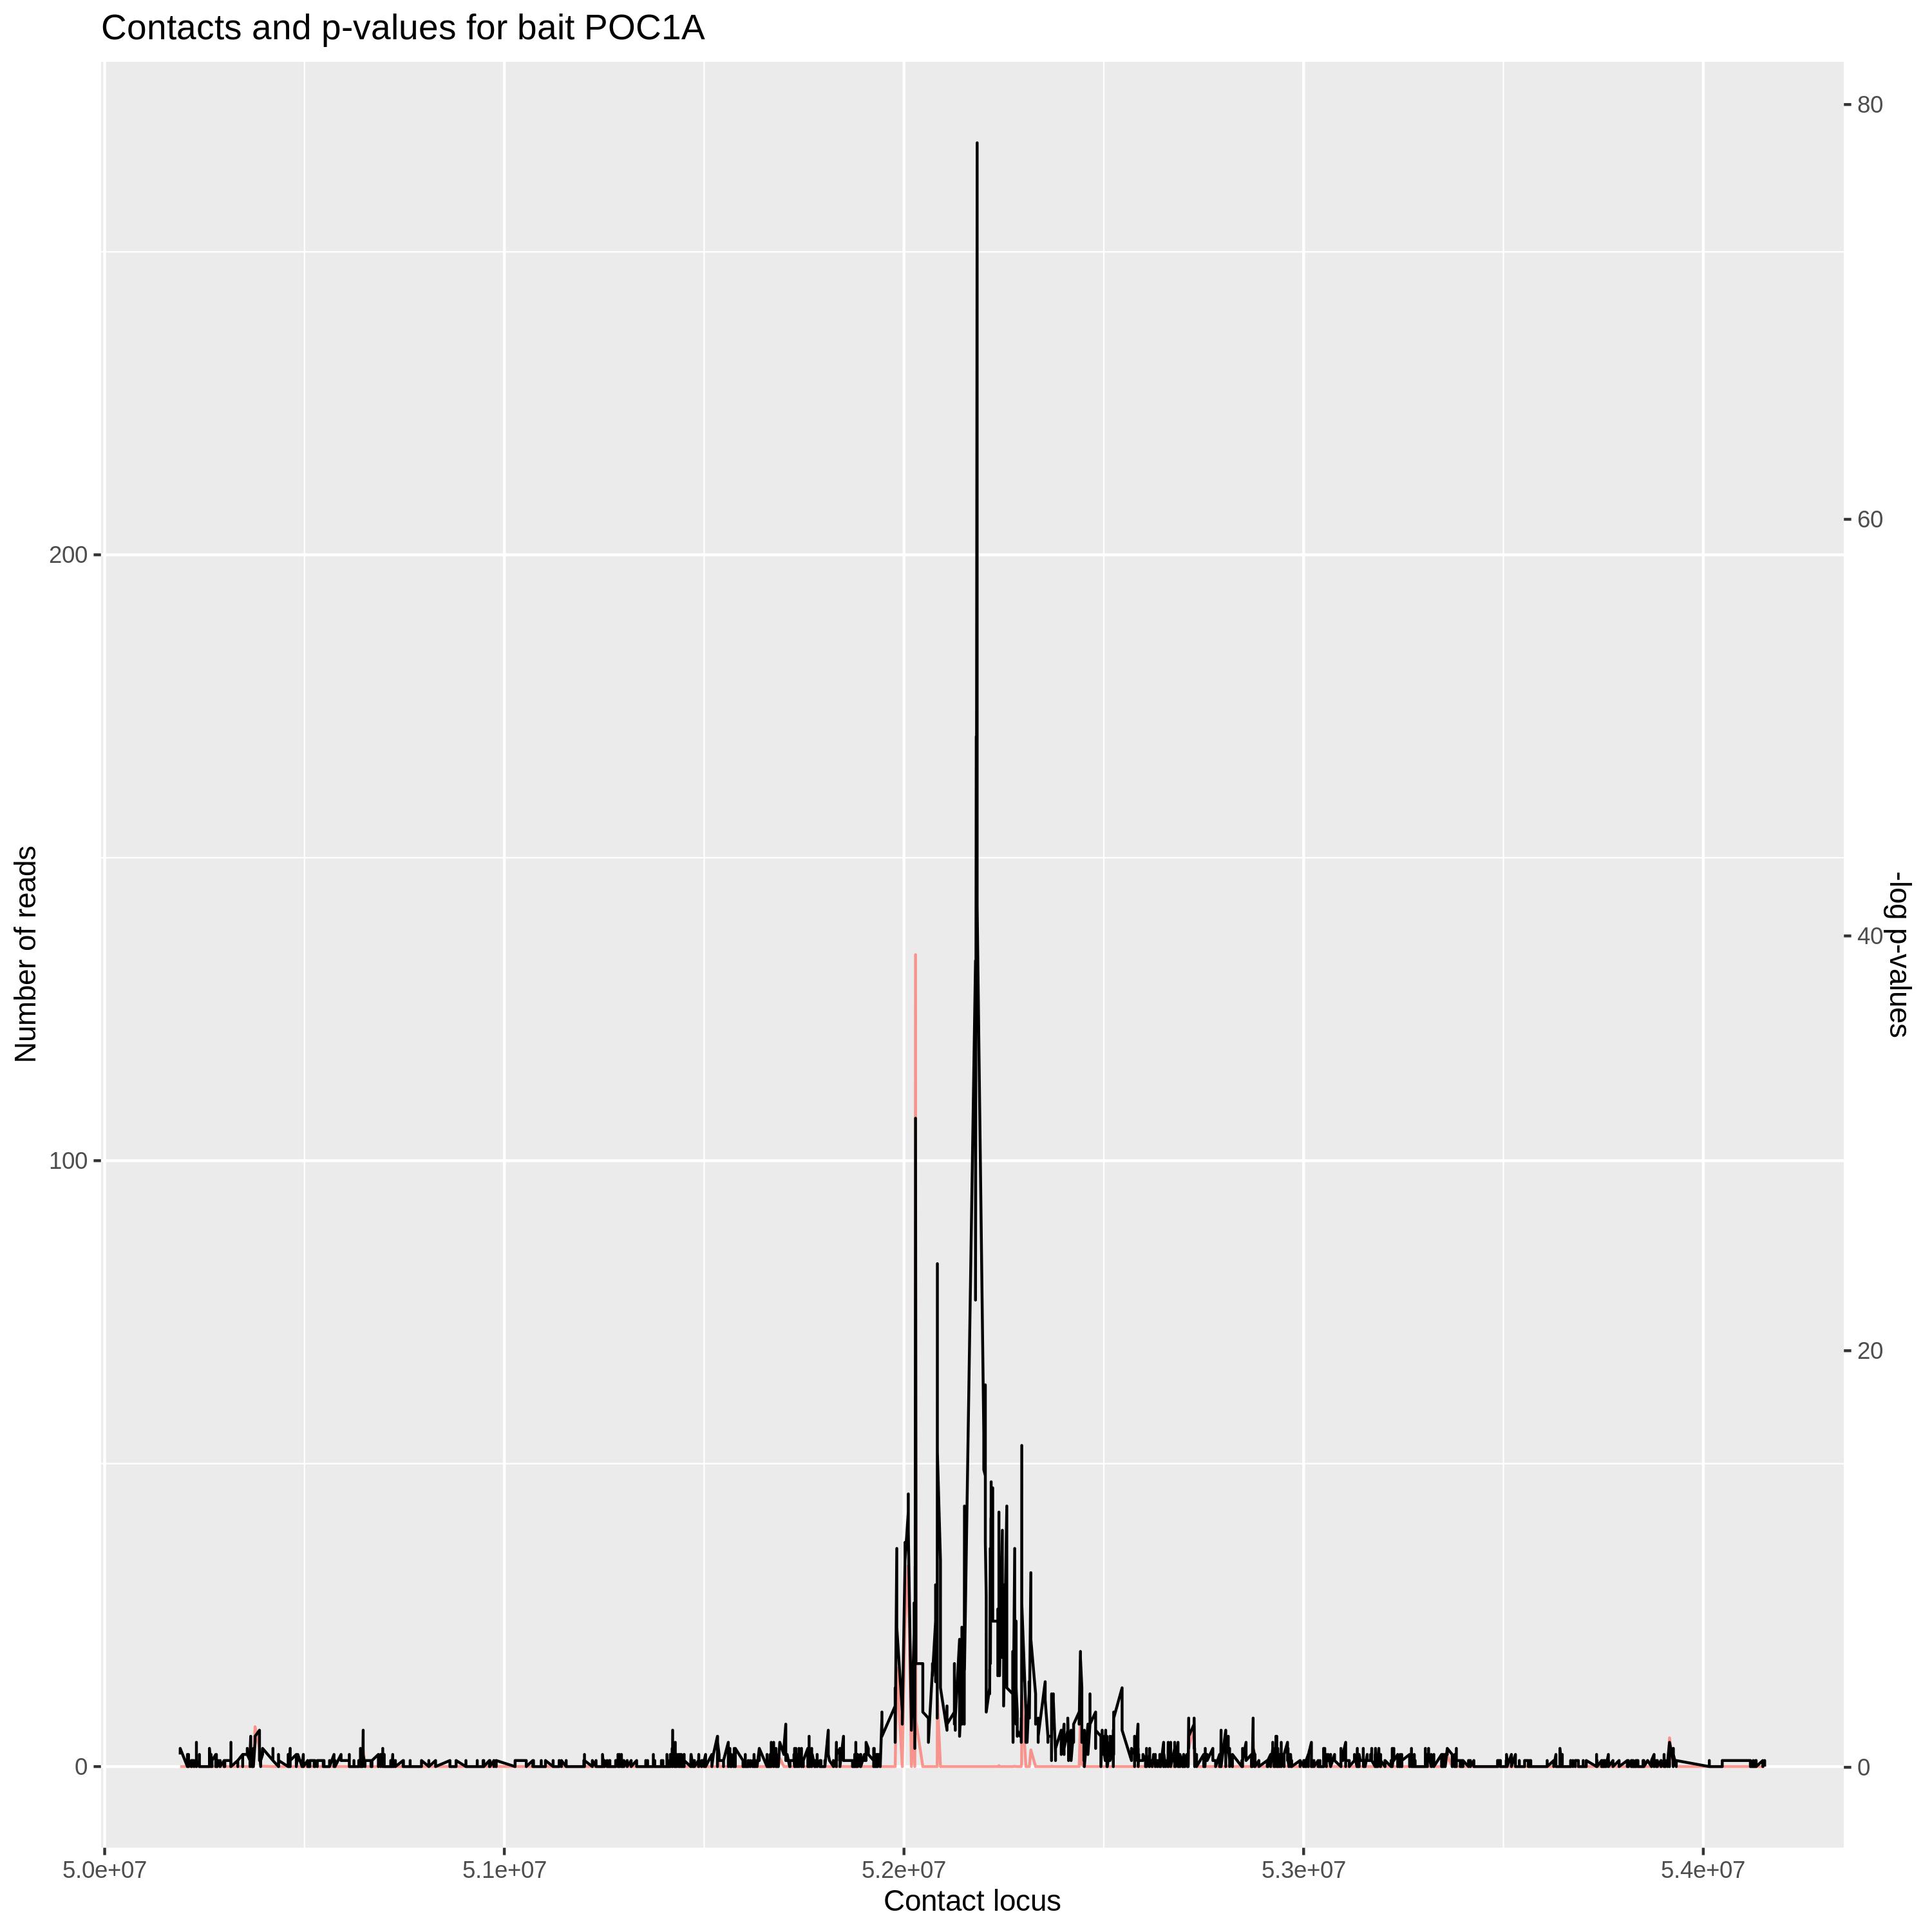 Contacts and p-values for bait POC1A
Number of reads
200
100
0
80
60
40
20
0
-log p-values
5.0e+07 5.1e+07 5.2e+07 5.3e+07 5.4e+07
Contact locus